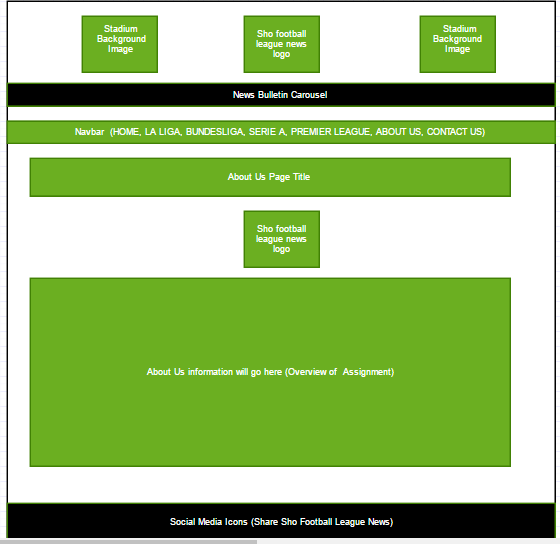 Stadium
Background
Image
Sho football
league news
logo
Stadium
Background
Image
News Bulletin Carousel
Navbar (HOME, LA LIGA, BUNDESLIGA, SERIE A, PREMIER LEAGUE, ABOUT US, CONTACT US)
About Us Page Title
Sho football
league news
logo
About Us information will go here (Overview of Assignment)
Social Media Icons (Share Sho Football League News)